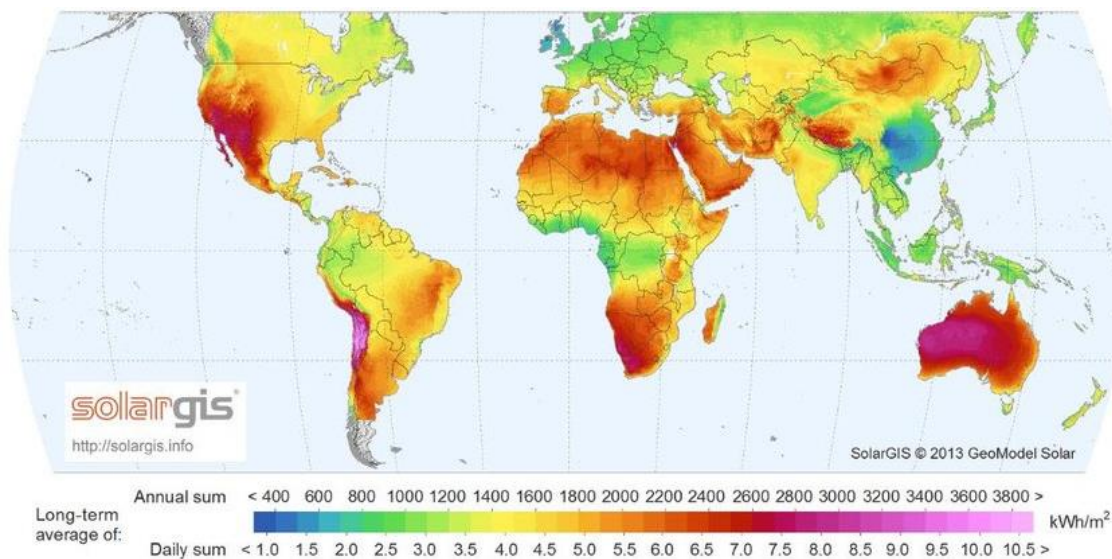 solargis
http://solargis.info
SolarGIS © 2013 GeoModel Solar
Annual sum < 400 600 800 1000 1200 1400 1600 1800 2000 2200 2400 2600 2800 3000 3200 3400 3600 3800 >
Long-term average of: kWh/m²
Daily sum < 1.0 1.5 2.0 2.5 3.0 3.5 4.0 4.5 5.0 5.5 6.0 6.5 7.0 7.5 8.0 8.5 9.0 9.5 10.0 10.5 >